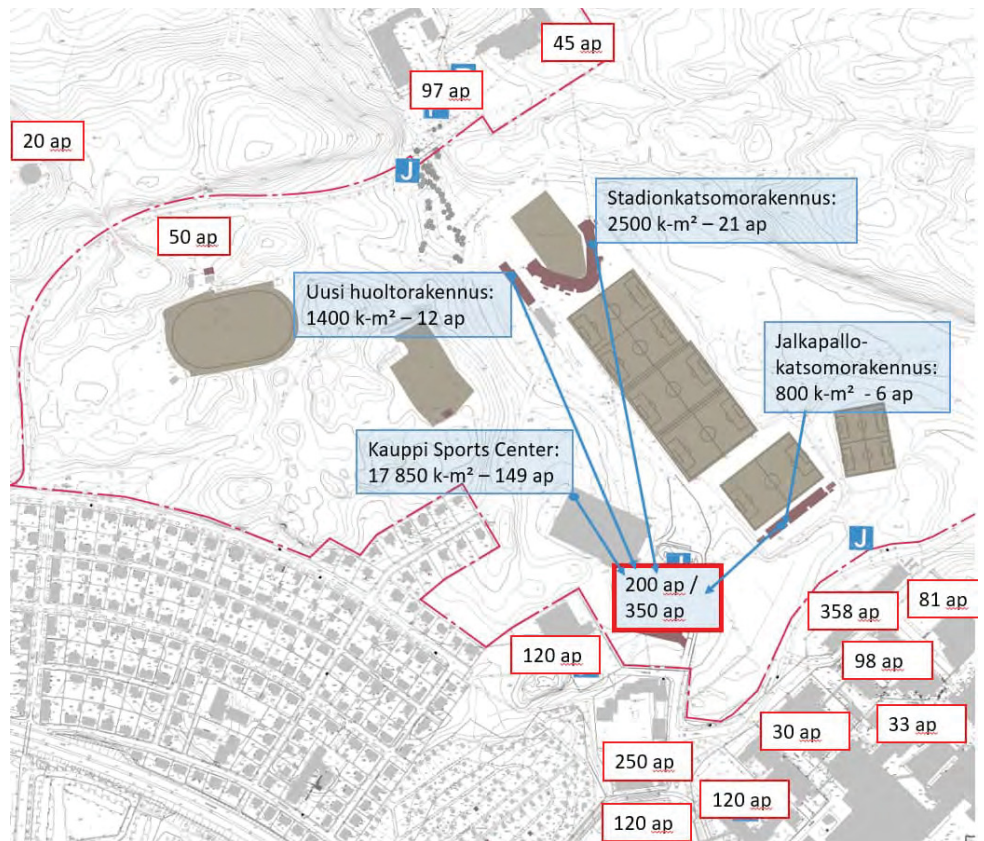 45 ap
97 ap
20 ap
J
Stadionkatsomorakennus:
2500 k-m² – 21 ap
50 ap
Uusi huoltorakennus:
1400 k-m² – 12 ap
Jalkapallo-
katsomorakennus:
800 k-m² - 6 ap
Kauppi Sports Center:
17 850 k-m² – 149 ap
J
200 ap /
350 ap
358 ap
81 ap
120 ap
98 ap
30 ap
33 ap
250 ap
120 ap
120 ap